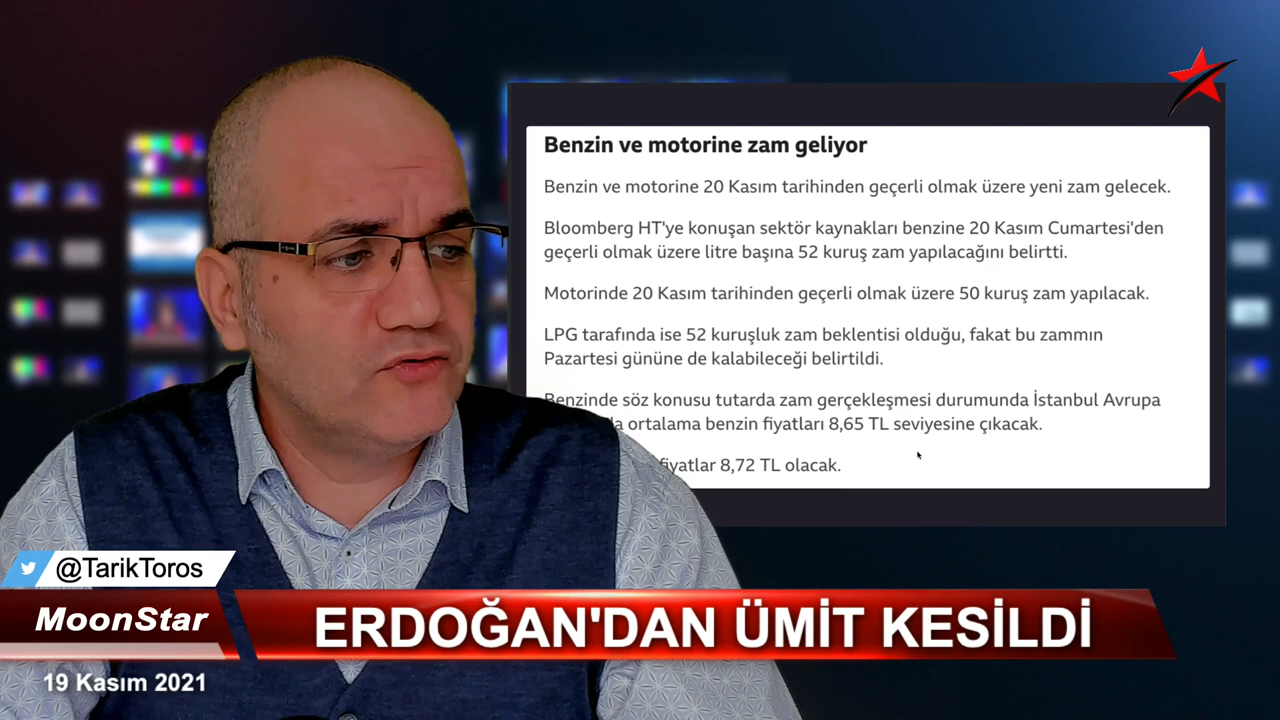 Benzin ve motorine zam geliyor
Benzin ve motorine 20 Kasım tarihinden geçerli olmak üzere yeni zam gelecek.
Bloomberg HT'ye konuşan sektör kaynakları benzine 20 Kasım Cumartesi'den
geçerli olmak üzere litre başına 52 kuruş zam yapılacağını belirtti.
Motorinde 20 Kasım tarihinden geçerli olmak üzere 50 kuruş zam yapılacak.
LPG tarafında ise 52 kuruşluk zam beklentisi olduğu, fakat bu zammın
Pazartesi gününe de kalabileceği belirtildi.
Benzinde söz konusu tutarda zam gerçekleşmesi durumunda İstanbul Avrupa
ortalama benzin fiyatları 8,65 TL seviyesine çıkacak.
fiyatlar 8,72 TL olacak.
@TarikToros
MoonStar
ERDOĞAN'DAN ÜMİT KESİLDİ
19 Kasım 2021